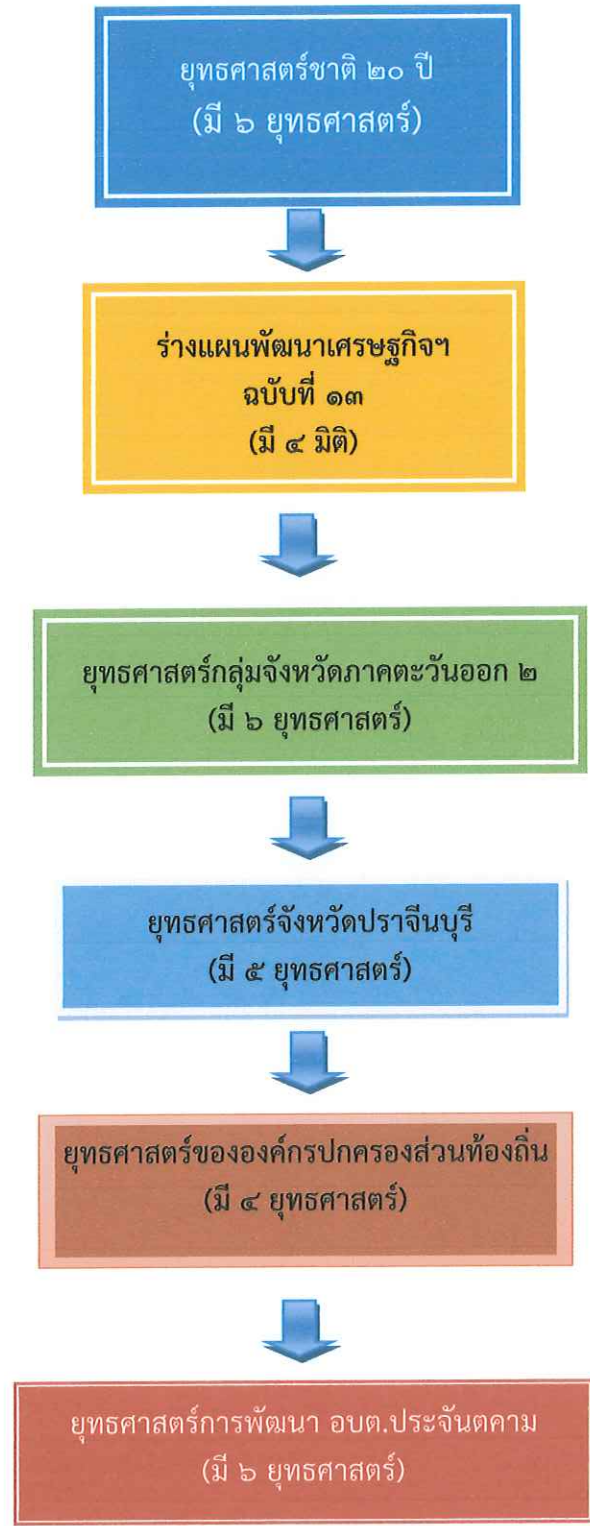 ยุทธศาสตร์ชาติ ๒๐ ปี
(มี ๖ ยุทธศาสตร์)
ร่างแผนพัฒนาเศรษฐกิจฯ
ฉบับที่ ๑๓
(มี ๔ มิติ)
ยุทธศาสตร์กลุ่มจังหวัดภาคตะวันออก ๒
(มี ๖ ยุทธศาสตร์)
ยุทธศาสตร์จังหวัดปราจีนบุรี
(มี ๕ ยุทธศาสตร์)
ยุทธศาสตร์ขององค์กรปกครองส่วนท้องถิ่น
(มี ๔ ยุทธศาสตร์)
ยุทธศาสตร์การพัฒนา อบต.ประจันตคาม
(มี ๖ ยุทธศาสตร์)